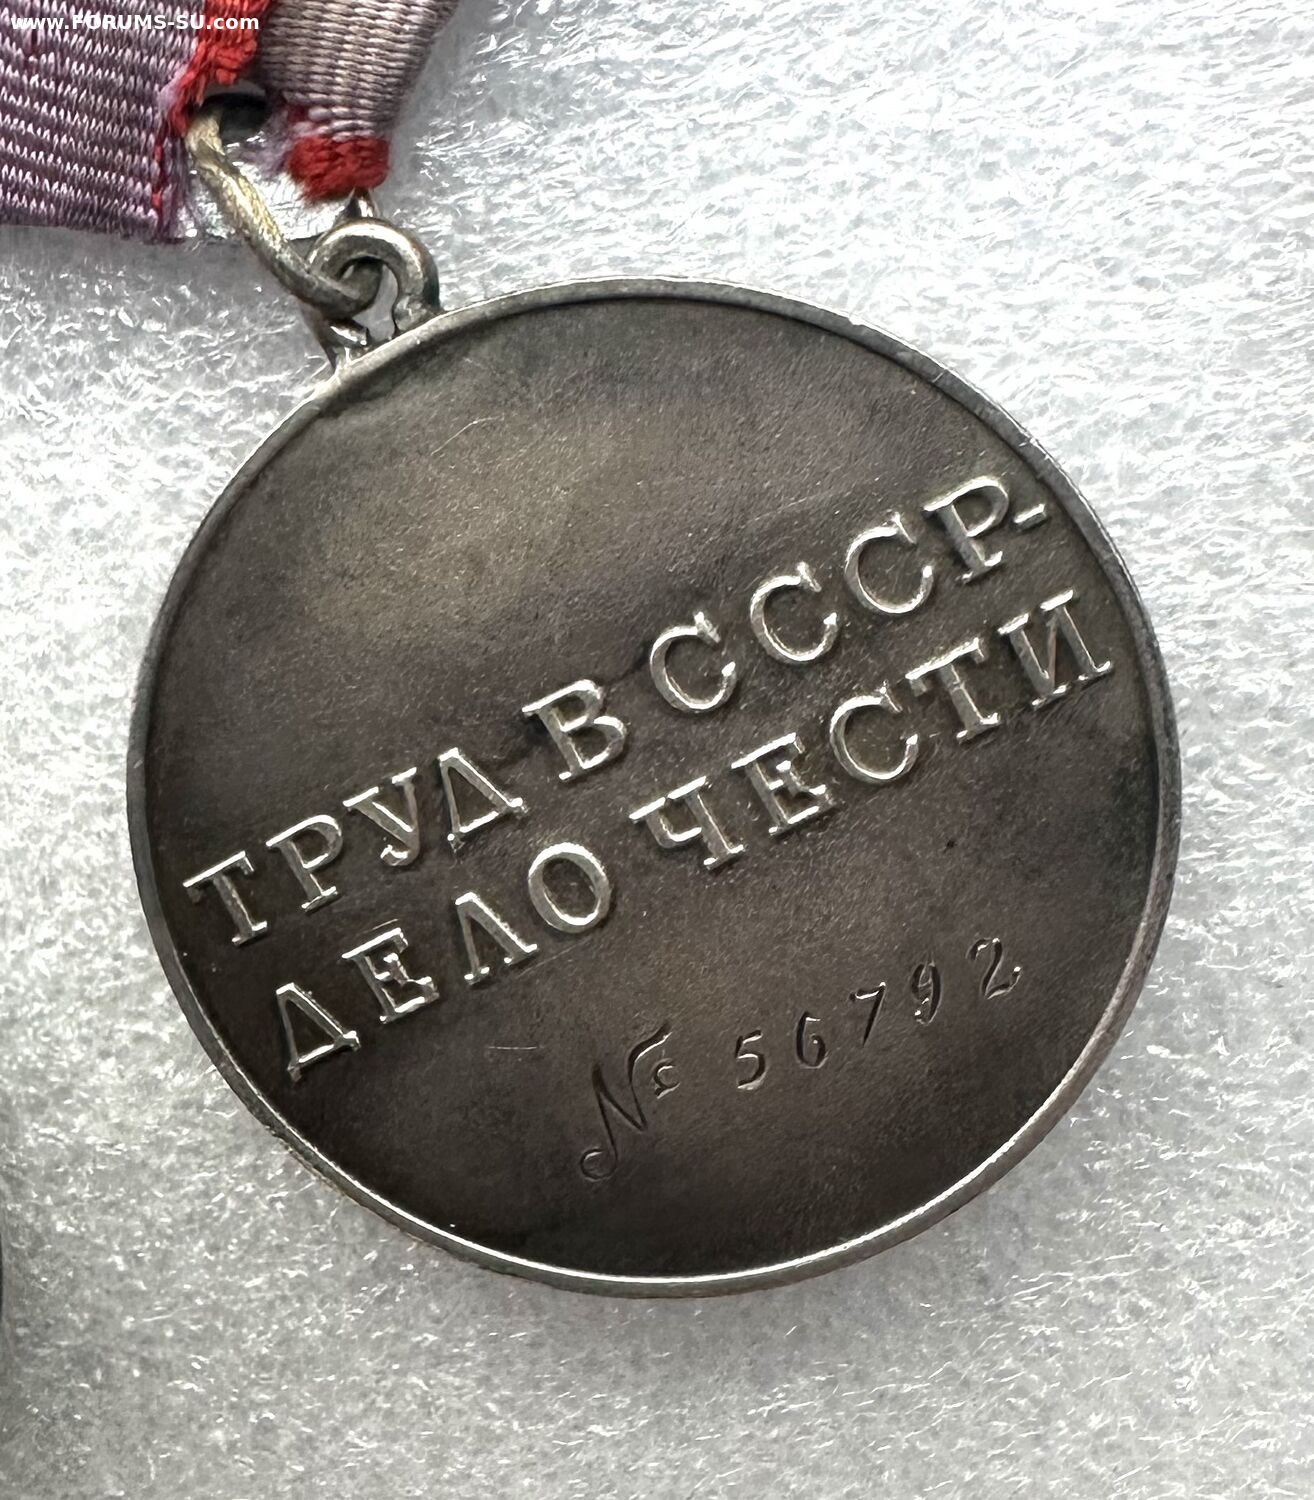 www.FORUMS-SU.com
ТРУД В СССР-
ДЕЛО ЧЕСТИ
№ 56792